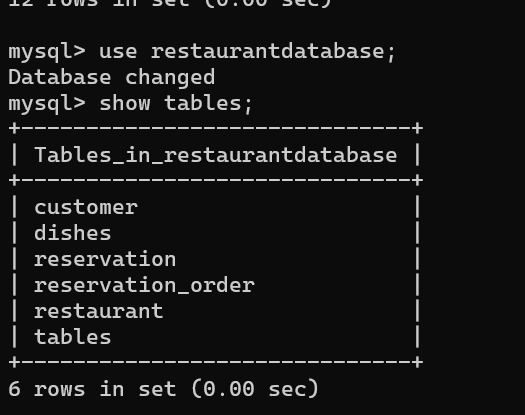 12 rows in set (0.00 sec)
mysql> use restaurantdatabase;
Database changed
mysql> show tables;
+------------------------------+
| Tables_in_restaurantdatabase |
+------------------------------+
| customer                     |
| dishes                       |
| reservation                  |
| reservation_order            |
| restaurant                   |
| tables                       |
+------------------------------+
6 rows in set (0.00 sec)